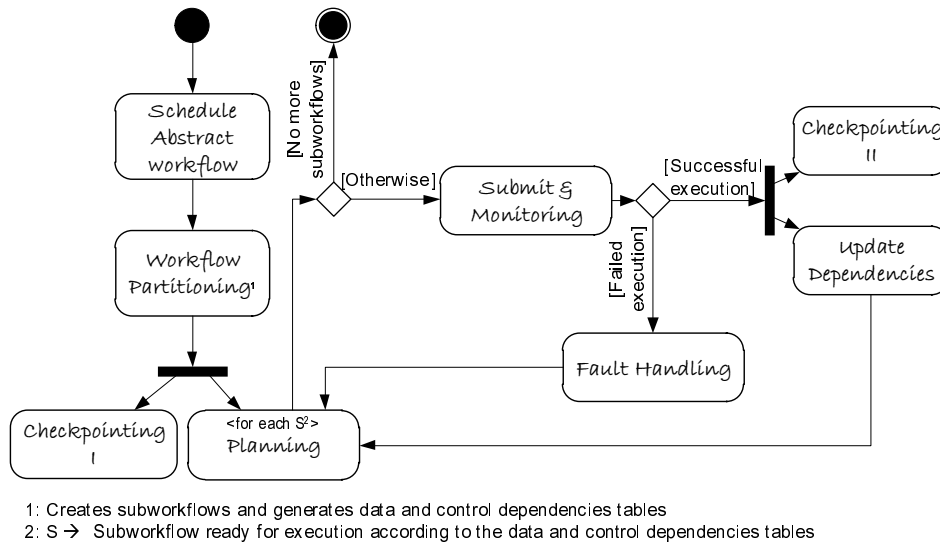 Schedule
Abstract
workflow
Workflow
Partitioning¹
Checkpointing
I
<for each S²>
Planning
[No more
subworkflows]
[Otherwise]
Submit &
Monitoring
[Successful
execution]
[Failed
execution]
Checkpointing
II
Update
Dependencies
Fault Handling
1: Creates subworkflows and generates data and control dependencies tables
2: S → Subworkflow ready for execution according to the data and control dependencies tables